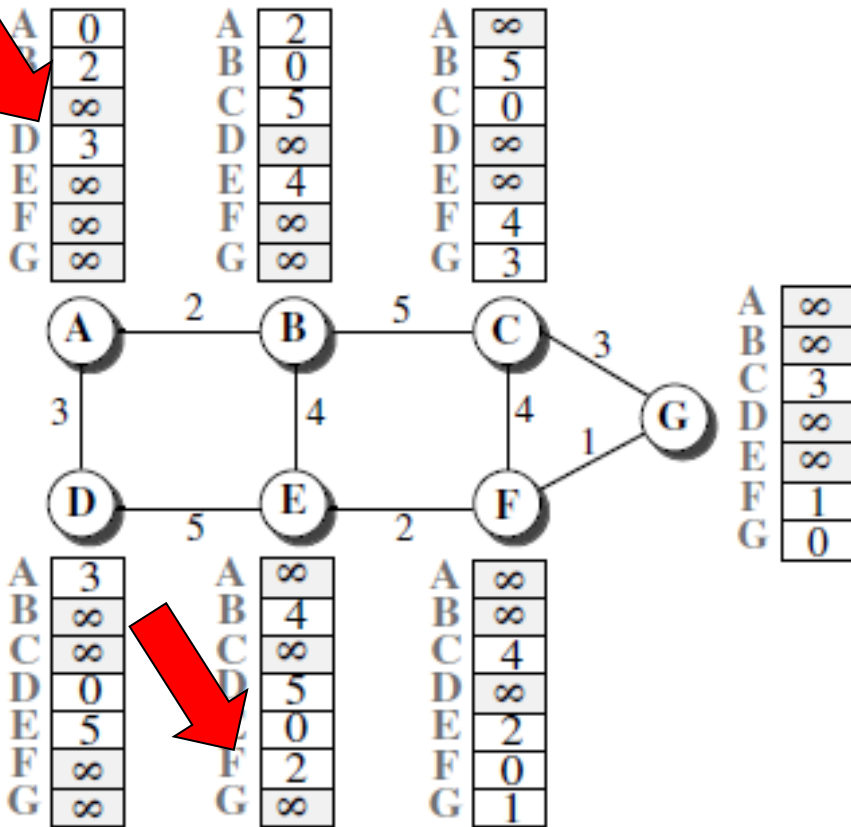 A 0 A 2 A ∞
B 2 B 0 B 5
∞ C 5 C 0
D 3 D ∞ D ∞
E ∞ E 4 E ∞
F ∞ F ∞ F 4
G ∞ G ∞ G 3
2 5
A B C
3 4 4 3
G
1
D E F
5 2
A ∞
B ∞
C 3
D ∞
E ∞
F 1
G 0
A 3 A ∞ A ∞
B ∞ B 4 B ∞
C ∞ C ∞ C 4
D 0 D 5 D ∞
E 5 0 E 2
F ∞ F 2 F 0
G ∞ G ∞ G 1